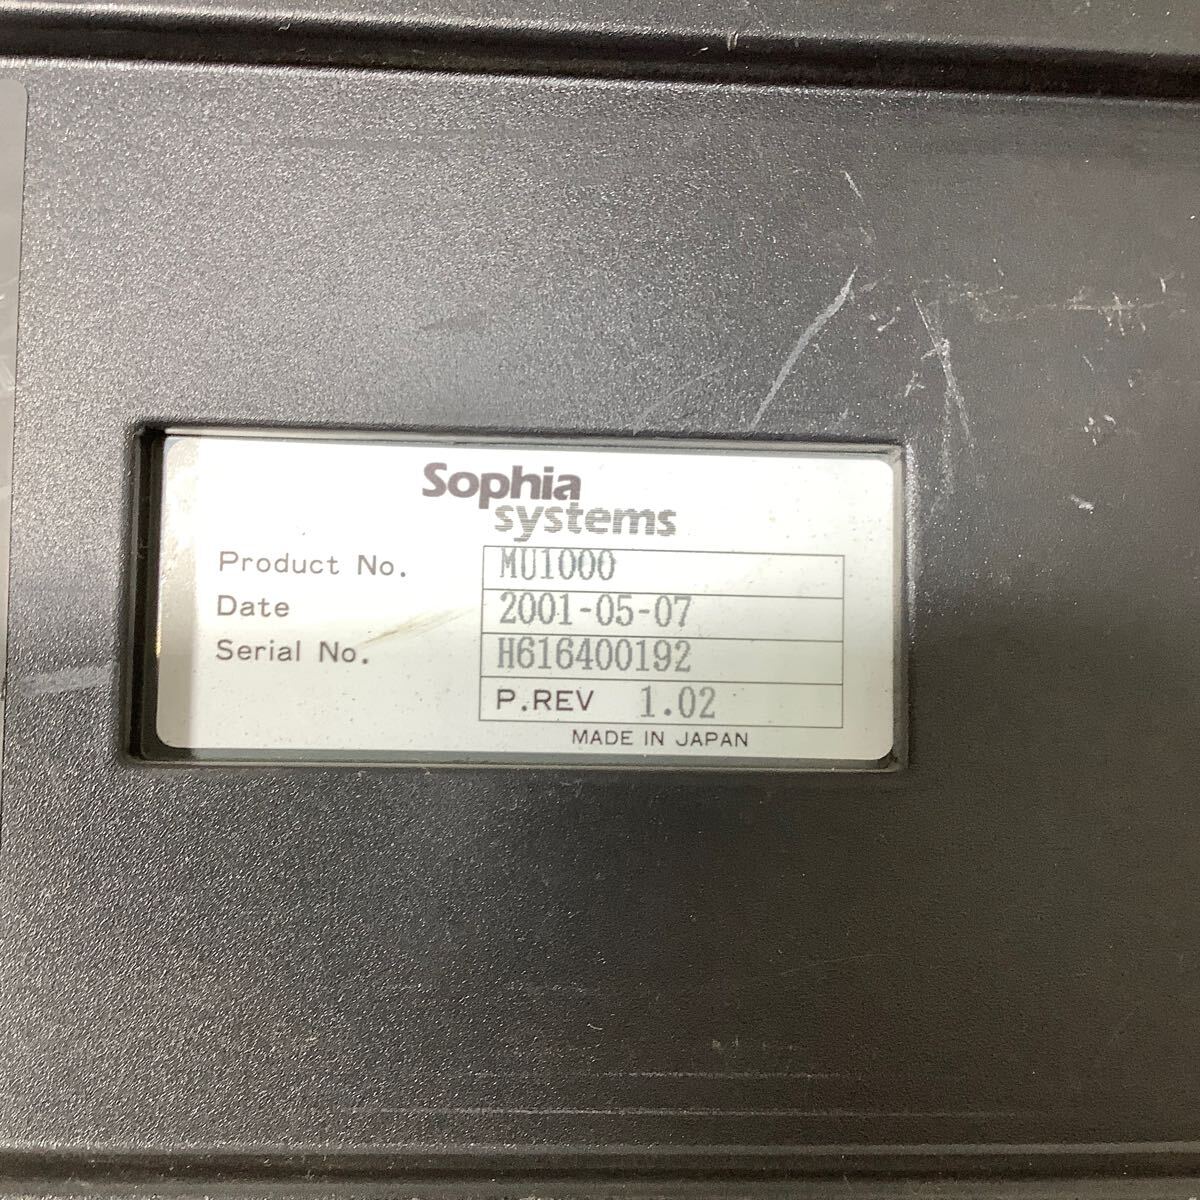 Sophia
systems
Product No. MU1000
Date 2001-05-07
Serial No. H616400192
P.REV 1.02
MADE IN JAPAN